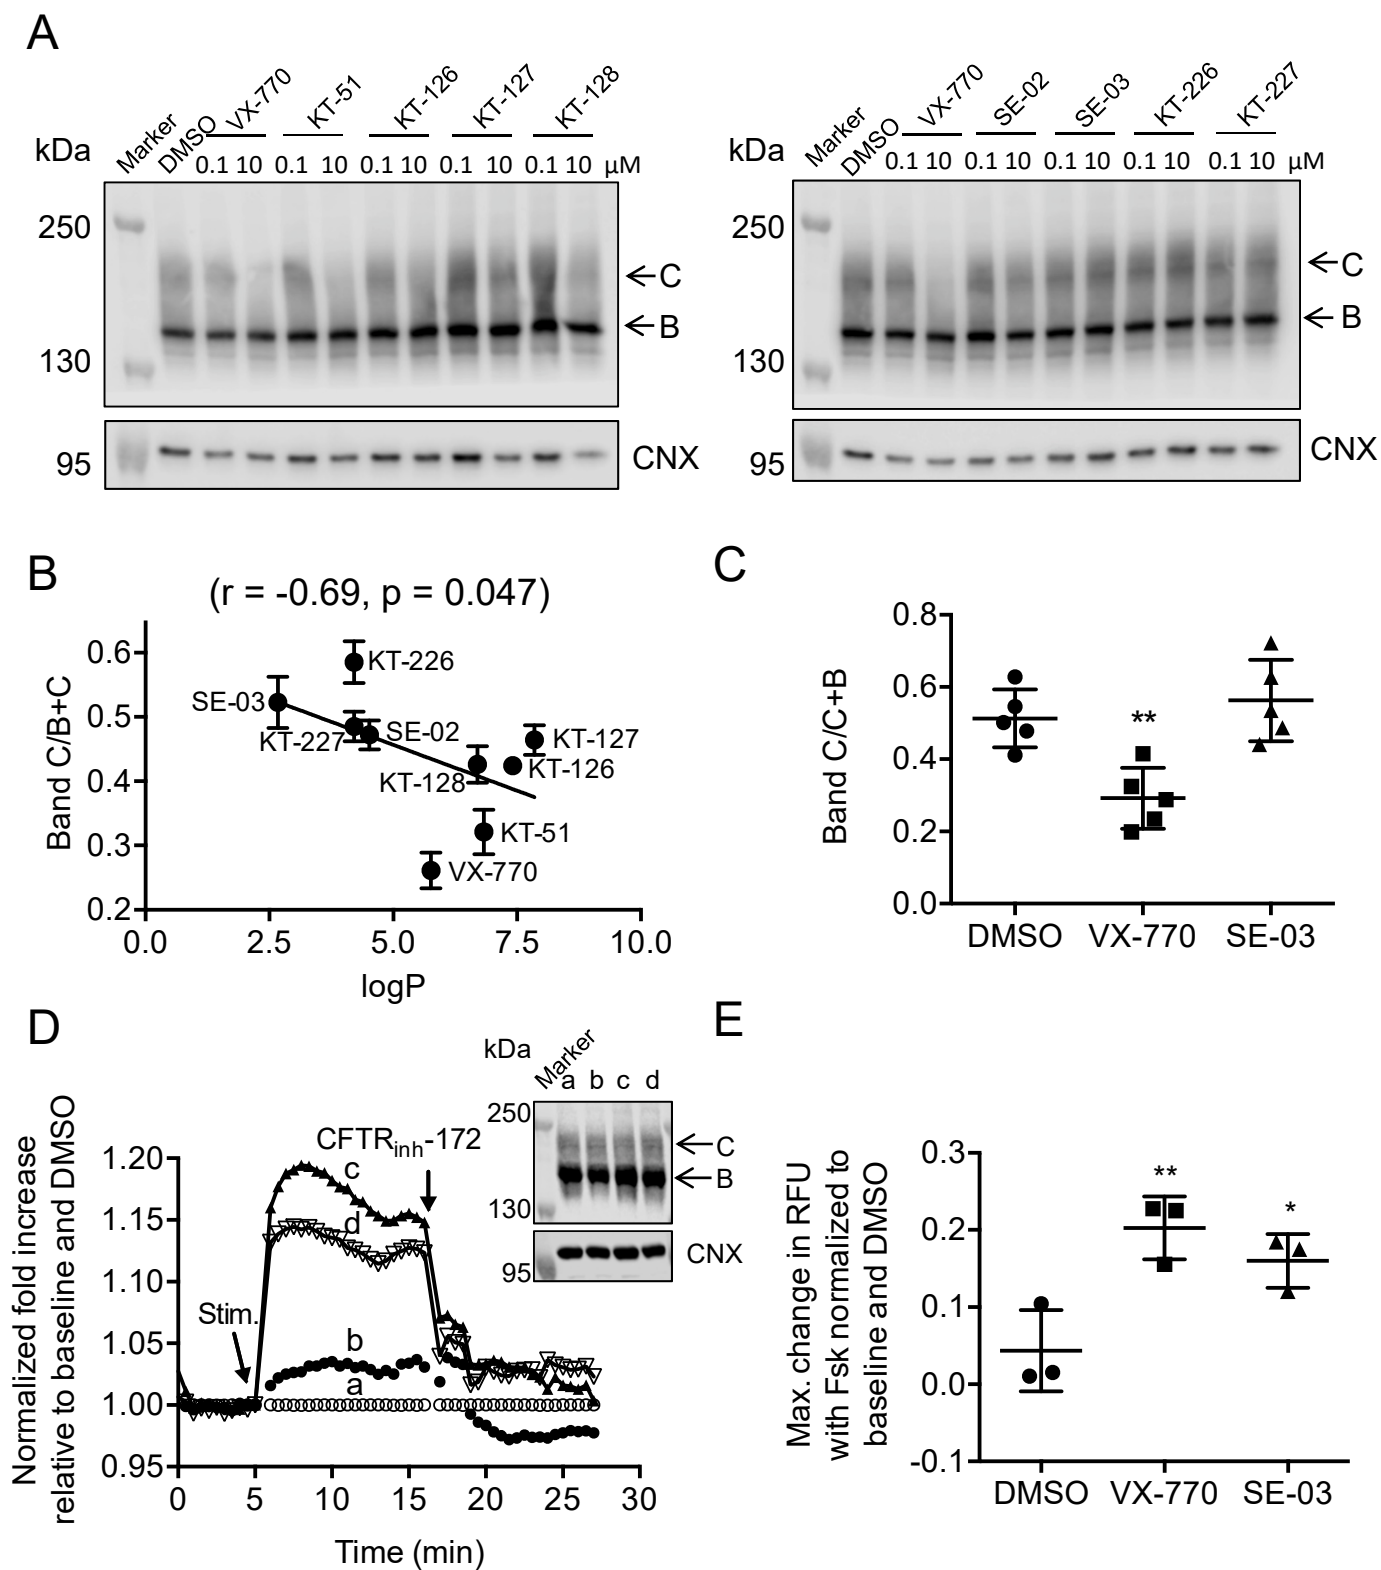 A
Marker
DMSO
VX-770
KT-51
KT-126
KT-127
KT-128
kDa
0.1 10 0.1 10 0.1 10 0.1 10 0.1 10 μM
250
130
C
B
95
CNX
Marker
DMSO
VX-770
SE-02
SE-03
KT-226
KT-227
kDa
0.1 10 0.1 10 0.1 10 0.1 10 0.1 10 μM
250
130
C
B
95
CNX
B
(r = -0.69, p = 0.047)
Band C/B+C
0.6
0.5
0.4
0.3
0.2
KT-226
SE-03
KT-227
SE-02
KT-127
KT-128
KT-126
KT-51
VX-770
0.0 2.5 5.0 7.5 10.0
logP
C
Band C/C+B
0.8
0.6
0.4
0.2
0.0
**
DMSO VX-770 SE-03
D
Normalized fold increase
relative to baseline and DMSO
1.20
1.15
1.10
1.05
1.00
0.95
Stim.
CFTRinh-172
c
d
b
a
0 5 10 15 20 25 30
Time (min)
kDa
Marker
a b c d
250
130
C
B
95
CNX
E
Max. change in RFU
with Fsk normalized to
baseline and DMSO
0.3
0.2
0.1
0.0
-0.1
**
*
DMSO VX-770 SE-03